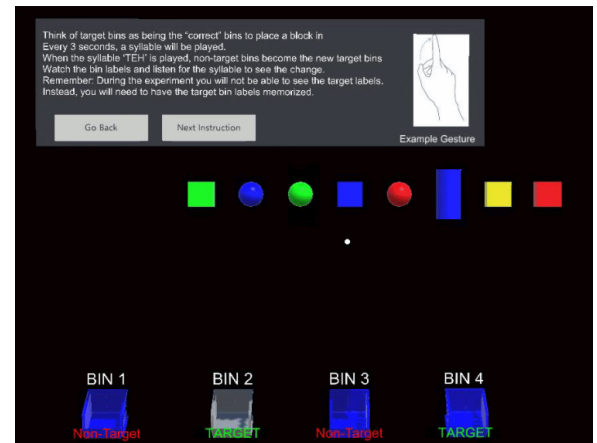 Think of target bins as being the "correct" bins to place a block in
Every 3 seconds, a syllable will be played.
When the syllable 'TEH' is played, non-target bins become the new target bins
Watch the bin labels and listen for the syllable to see the change.
Remember: During the experiment you will not be able to see the target labels.
Instead, you will need to have the target bin labels memorized.
Go Back
Next Instruction
Example Gesture
BIN 1
BIN 2
BIN 3
BIN 4
Non-Target
TARGET
Non-Target
TARGET